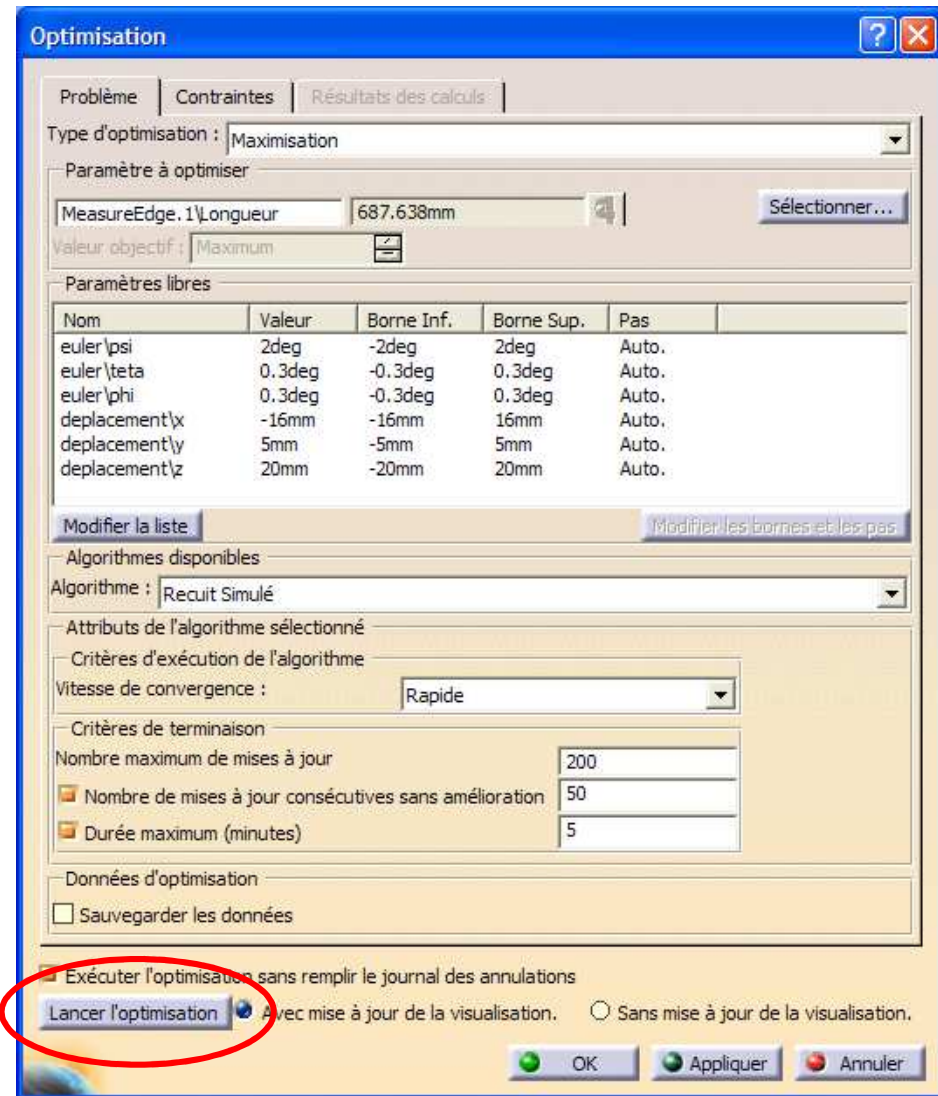 Optimisation
Problème Contraintes Résultats des calculs
Type d'optimisation : Maximisation
Paramètre à optimiser
MeasureEdge.1\Longueur 687.638mm Sélectionner...
Valeur objectif : Maximum
Paramètres libres
Nom Valeur Borne Inf. Borne Sup. Pas
euler\psi 2deg -2deg 2deg Auto.
euler\teta 0.3deg -0.3deg 0.3deg Auto.
euler\phi 0.3deg -0.3deg 0.3deg Auto.
deplacement\x -16mm -16mm 16mm Auto.
deplacement\y 5mm -5mm 5mm Auto.
deplacement\z 20mm -20mm 20mm Auto.
Modifier la liste Modifier les bornes et les pas
Algorithmes disponibles
Algorithme : Recuit Simulé
Attributs de l'algorithme sélectionné
Critères d'exécution de l'algorithme
Vitesse de convergence : Rapide
Critères de terminaison
Nombre maximum de mises à jour 200
Nombre de mises à jour consécutives sans amélioration 50
Durée maximum (minutes) 5
Données d'optimisation
Sauvegarder les données
Exécuter l'optimisation sans remplir le journal des annulations
Lancer l'optimisation Avec mise à jour de la visualisation. Sans mise à jour de la visualisation.
OK Appliquer Annuler